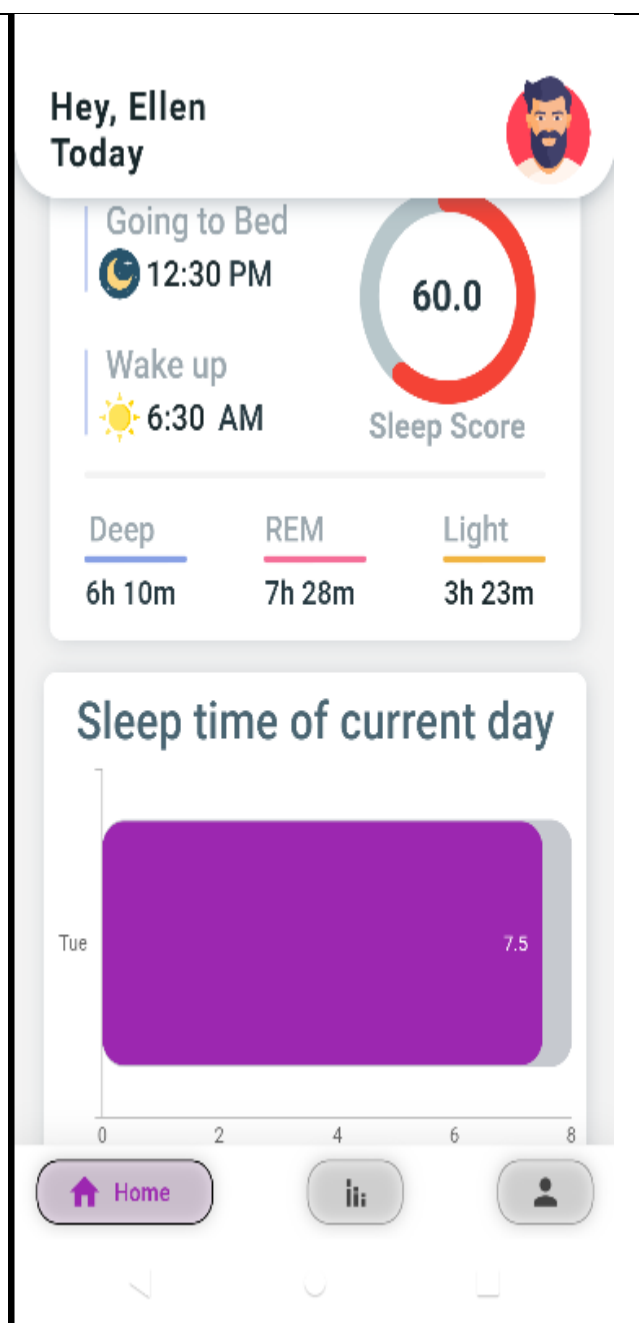 Hey, Ellen
Today
Going to Bed
12:30 PM
60.0
Wake up
6:30 AM
Sleep Score
Deep REM Light
6h 10m 7h 28m 3h 23m
Sleep time of current day
Tue 7.5
0 2 4 6 8
Home